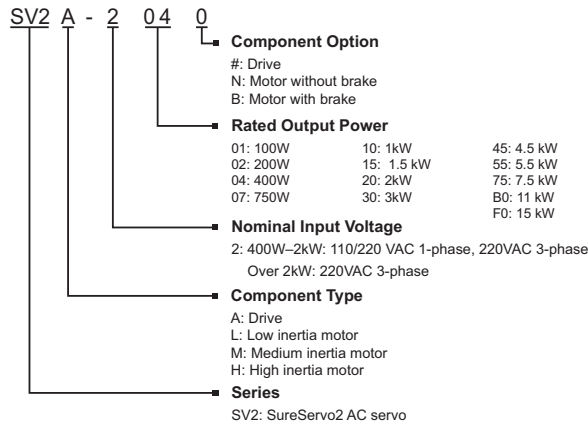 SV2 A - 2 04 0
Component Option
#: Drive
N: Motor without brake
B: Motor with brake
Rated Output Power
01: 100W 10: 1kW 45: 4.5 kW
02: 200W 15: 1.5 kW 55: 5.5 kW
04: 400W 20: 2kW 75: 7.5 kW
07: 750W 30: 3kW B0: 11 kW
F0: 15 kW
Nominal Input Voltage
2: 400W–2kW: 110/220 VAC 1-phase, 220VAC 3-phase
Over 2kW: 220VAC 3-phase
Component Type
A: Drive
L: Low inertia motor
M: Medium inertia motor
H: High inertia motor
Series
SV2: SureServo2 AC servo